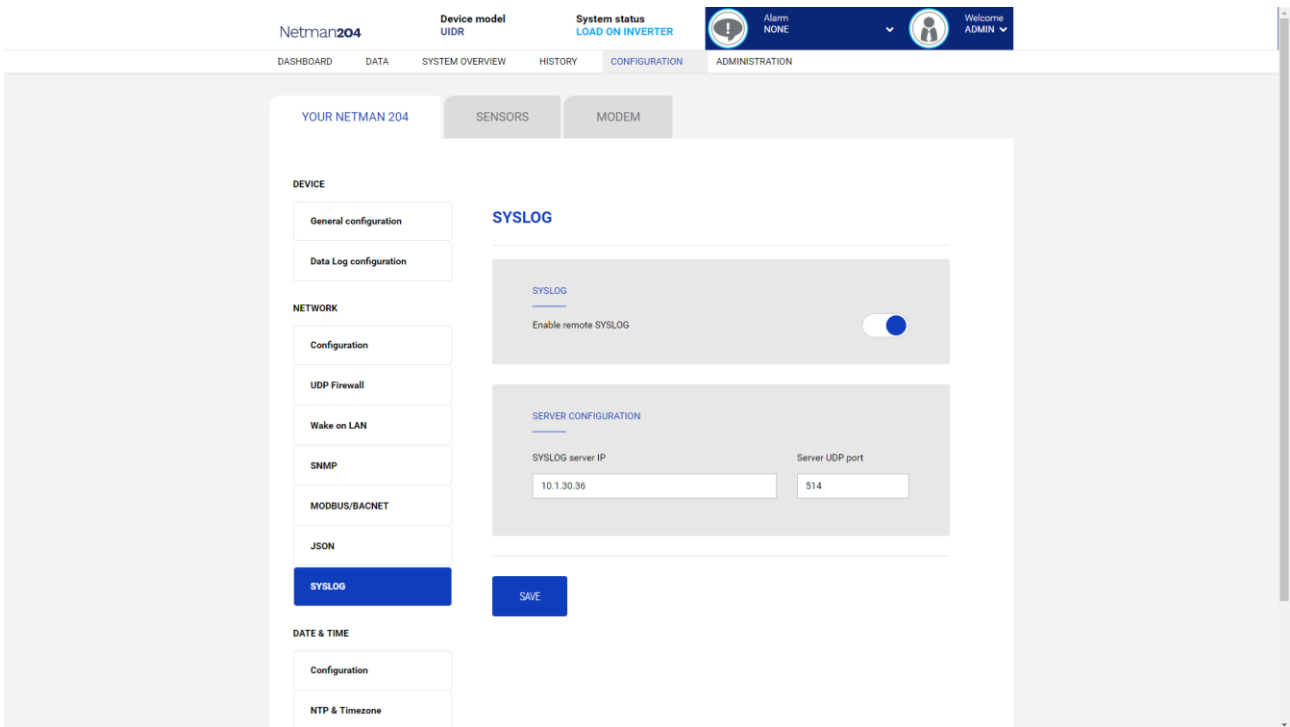 Netman204
Device model
UIDR
System status
LOAD ON INVERTER
Alarm
NONE
Welcome
ADMIN
DASHBOARD DATA SYSTEM OVERVIEW HISTORY CONFIGURATION ADMINISTRATION
YOUR NETMAN 204 SENSORS MODEM
DEVICE
General configuration
Data Log configuration
NETWORK
Configuration
UDP Firewall
Wake on LAN
SNMP
MODBUS/BACNET
JSON
SYSLOG
DATE & TIME
Configuration
NTP & Timezone
SYSLOG
SYSLOG
Enable remote SYSLOG
SERVER CONFIGURATION
SYSLOG server IP Server UDP port
10.1.30.36 514
SAVE